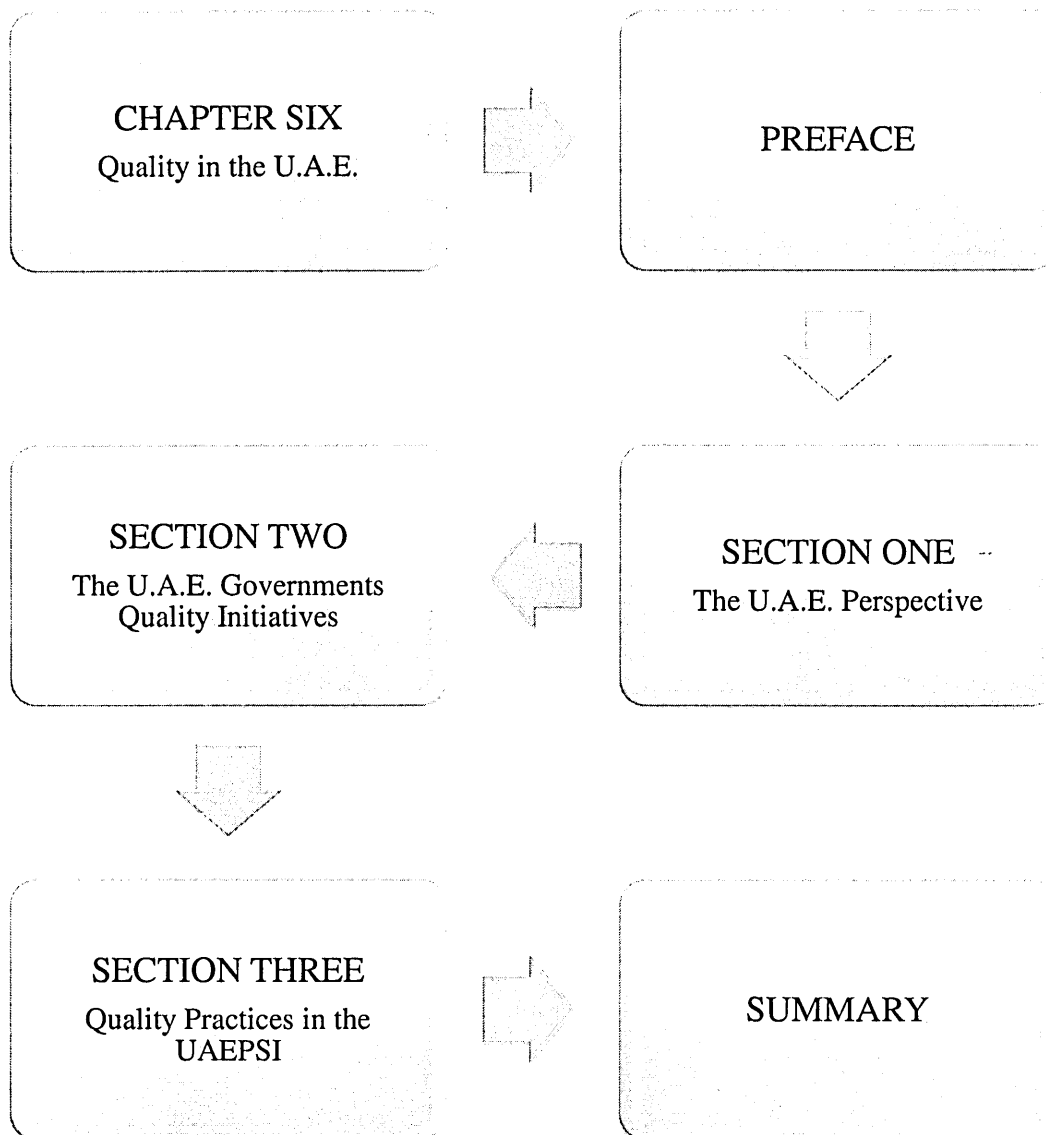 CHAPTER SIX
Quality in the U.A.E.
PREFACE
SECTION ONE
The U.A.E. Perspective
SECTION TWO
The U.A.E. Governments
Quality Initiatives
SECTION THREE
Quality Practices in the
UAEPSI
SUMMARY